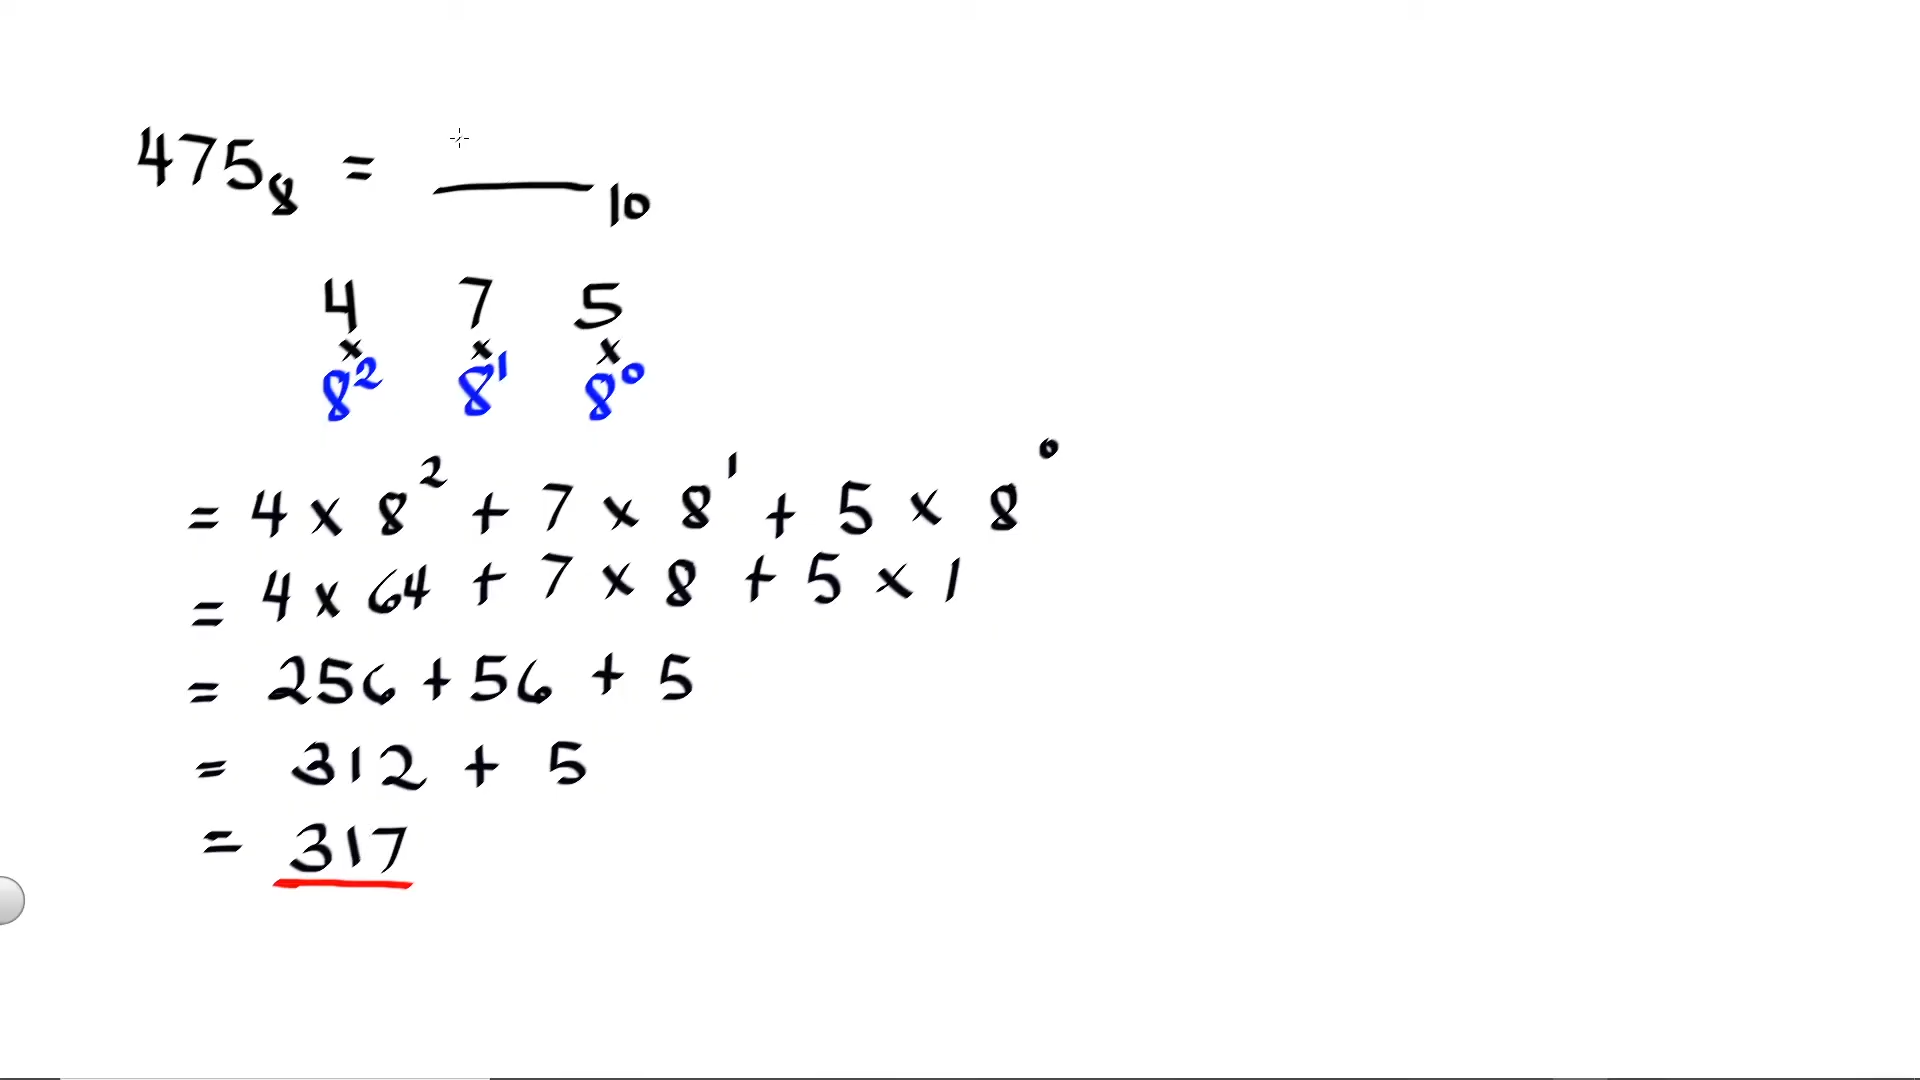 475₈ = ____₁₀
4 7 5
x x x
8² 8¹ 8⁰
= 4 x 8² + 7 x 8¹ + 5 x 8⁰
= 4 x 64 + 7 x 8 + 5 x 1
= 256 + 56 + 5
= 312 + 5
= 317